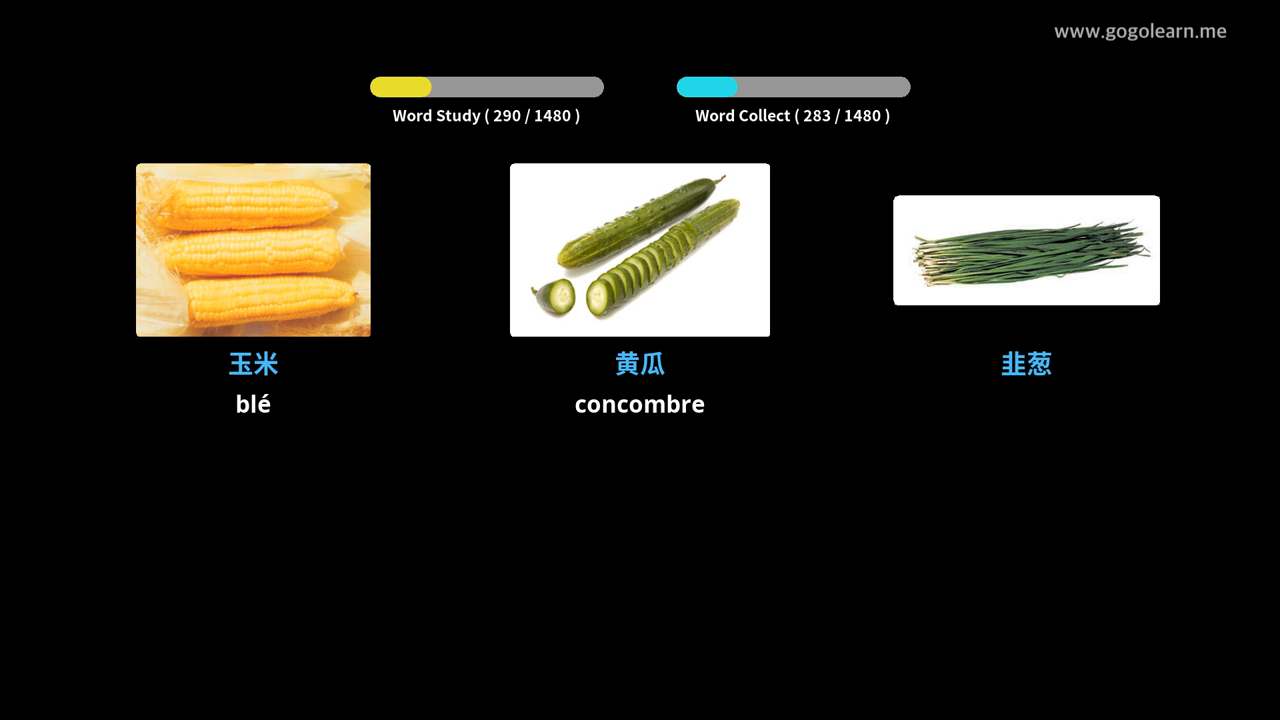 www.gogolearn.me
Word Study ( 290 / 1480 )
Word Collect ( 283 / 1480 )
玉米
黄瓜
韭葱
blé
concombre